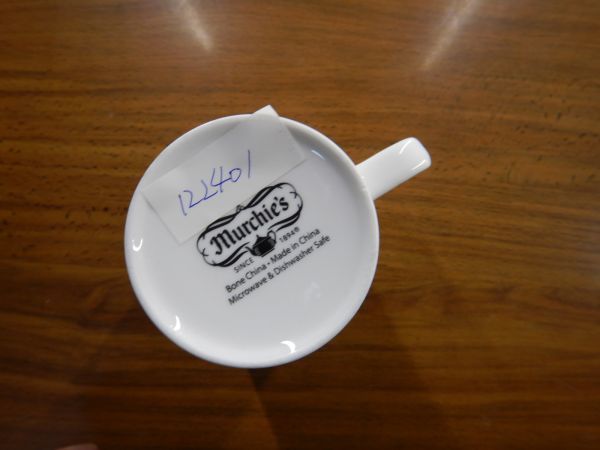 122401
Murchie's
SINCE 1894®
Bone China - Made in China
Microwave & Dishwasher Safe